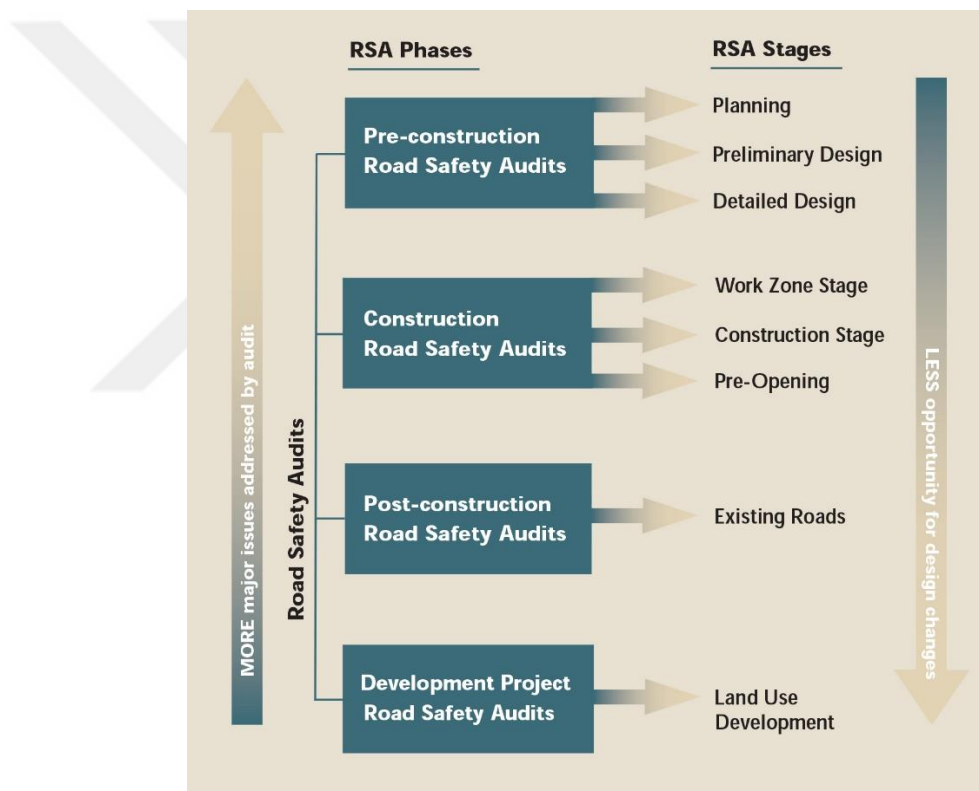 RSA Phases
RSA Stages
MORE major issues addressed by audit
Road Safety Audits
Pre-construction
Road Safety Audits
Planning
Preliminary Design
Detailed Design
Construction
Road Safety Audits
Work Zone Stage
Construction Stage
Pre-Opening
Post-construction
Road Safety Audits
Existing Roads
Development Project
Road Safety Audits
Land Use
Development
LESS opportunity for design changes